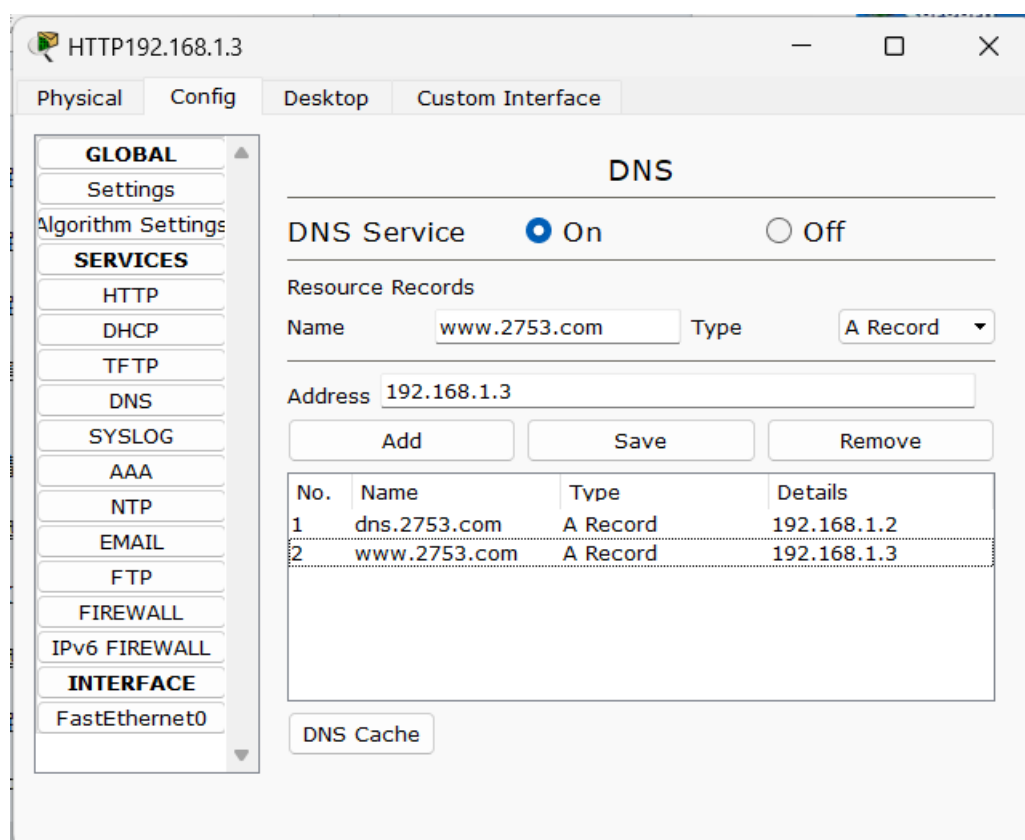 HTTP192.168.1.3
Physical Config Desktop Custom Interface
GLOBAL
Settings
Algorithm Settings
SERVICES
HTTP
DHCP
TFTP
DNS
SYSLOG
AAA
NTP
EMAIL
FTP
FIREWALL
IPv6 FIREWALL
INTERFACE
FastEthernet0
DNS
DNS Service On Off
Resource Records
Name www.2753.com Type A Record
Address 192.168.1.3
Add Save Remove
No. Name Type Details
1 dns.2753.com A Record 192.168.1.2
2 www.2753.com A Record 192.168.1.3
DNS Cache